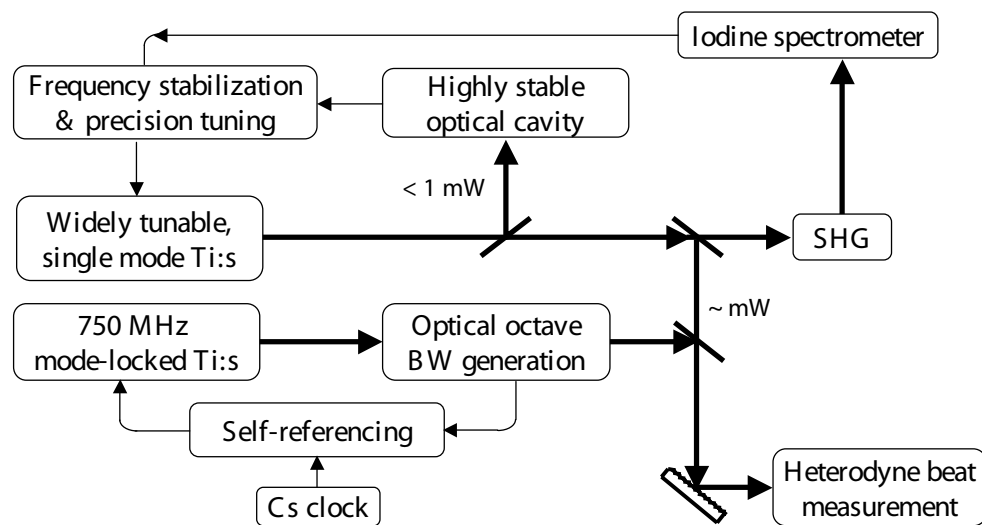 Iodine spectrometer
Frequency stabilization
& precision tuning
Highly stable
optical cavity
< 1 mW
Widely tunable,
single mode Ti:s
SHG
~ mW
750 MHz
mode-locked Ti:s
Optical octave
BW generation
Self-referencing
Cs clock
Heterodyne beat
measurement